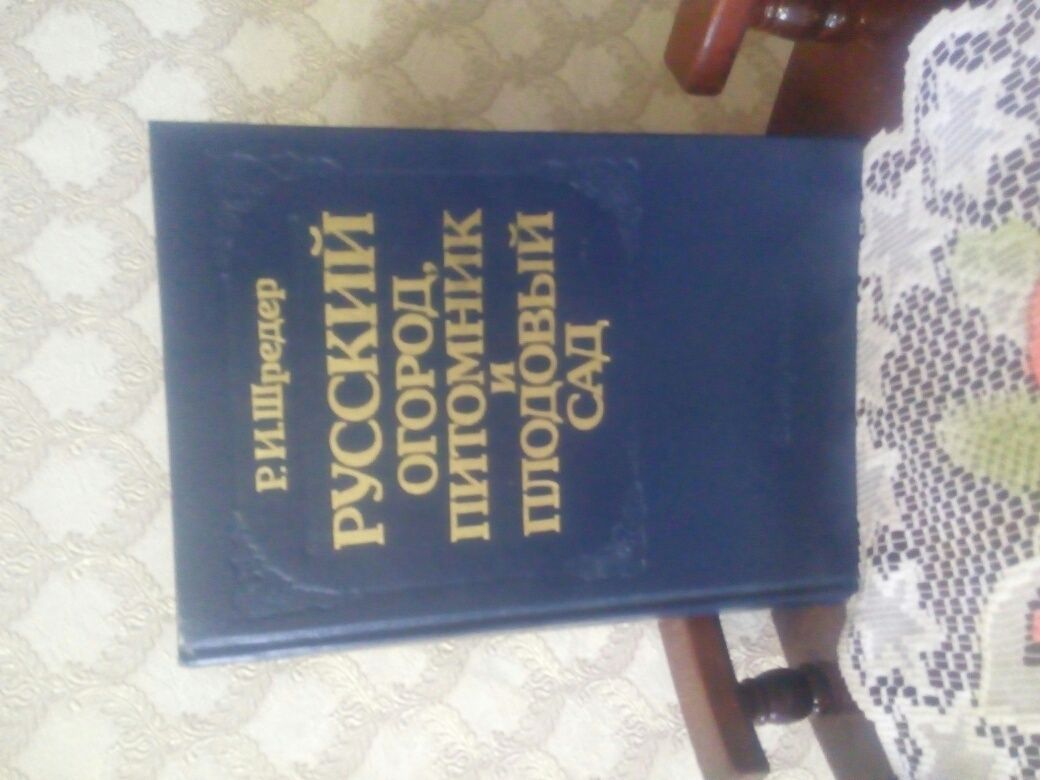 Р.И.Шредер
РУССКИЙ
ОГОРОД,
ПИТОМНИК
И
ПЛОДОВЫЙ
САД